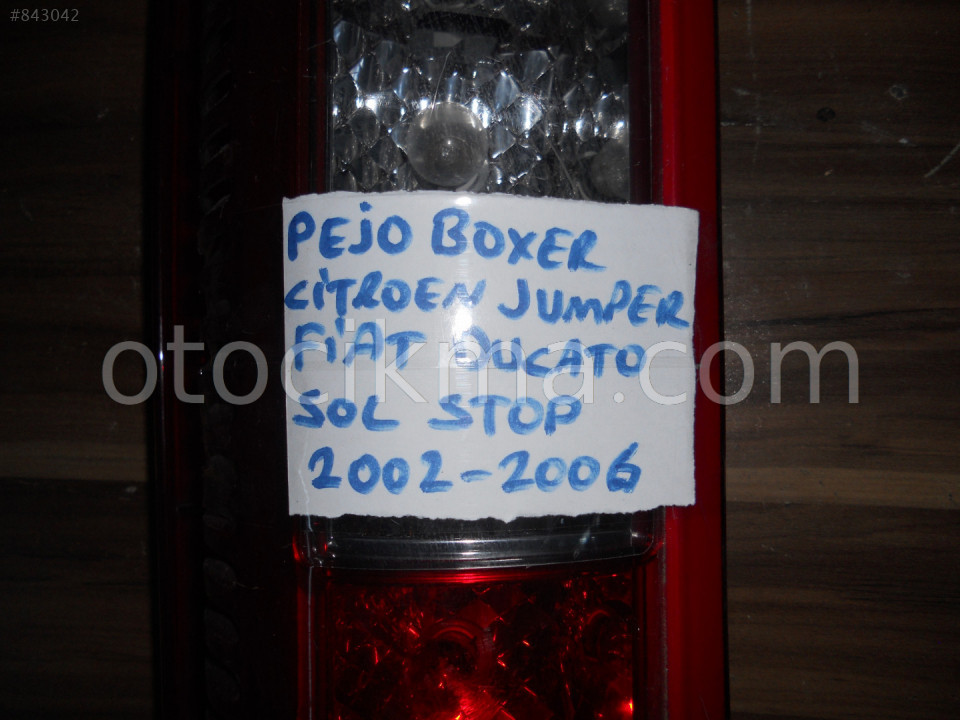 #843042
PEJO BOXER
CİTROEN JUMPER
FİAT DUCATO
otocikma.com
SOL STOP
2002-2006